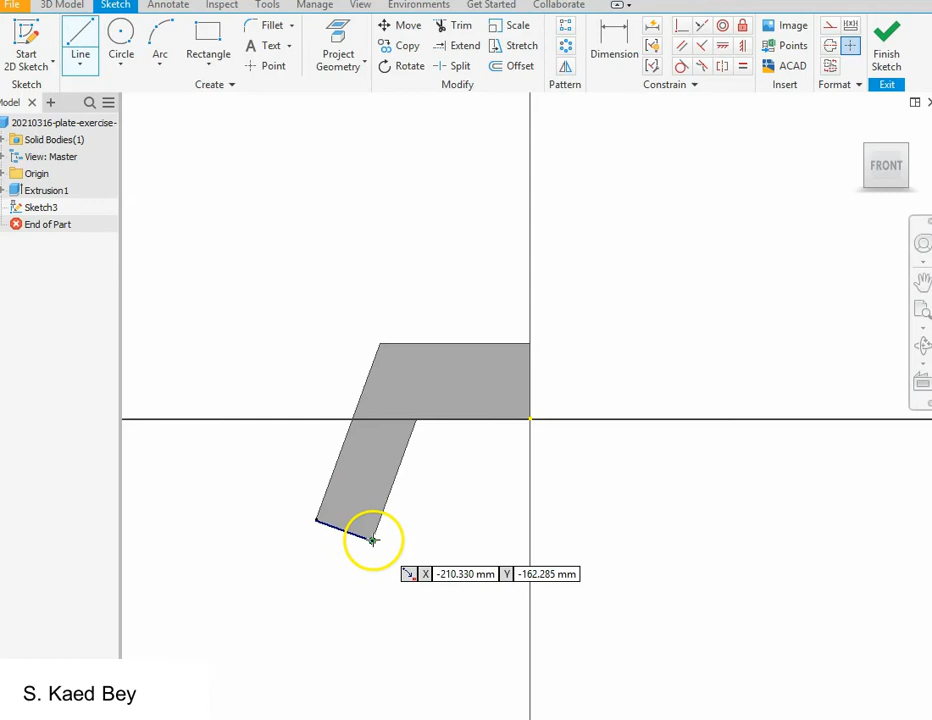 File 3D Model Sketch Annotate Inspect Tools Manage View Environments Get Started Collaborate
Start 2D Sketch
Line
Circle
Arc
Rectangle
Fillet
Text
Point
Project Geometry
Move
Copy
Rotate
Trim
Extend
Split
Scale
Stretch
Offset
Dimension
Image
Points
ACAD
Finish Sketch
Sketch Create Modify Pattern Constrain Insert Format Exit
Model
20210316-plate-exercise-
Solid Bodies(1)
View: Master
Origin
Extrusion1
Sketch3
End of Part
FRONT
X -210.330 mm Y -162.285 mm
S. Kaed Bey